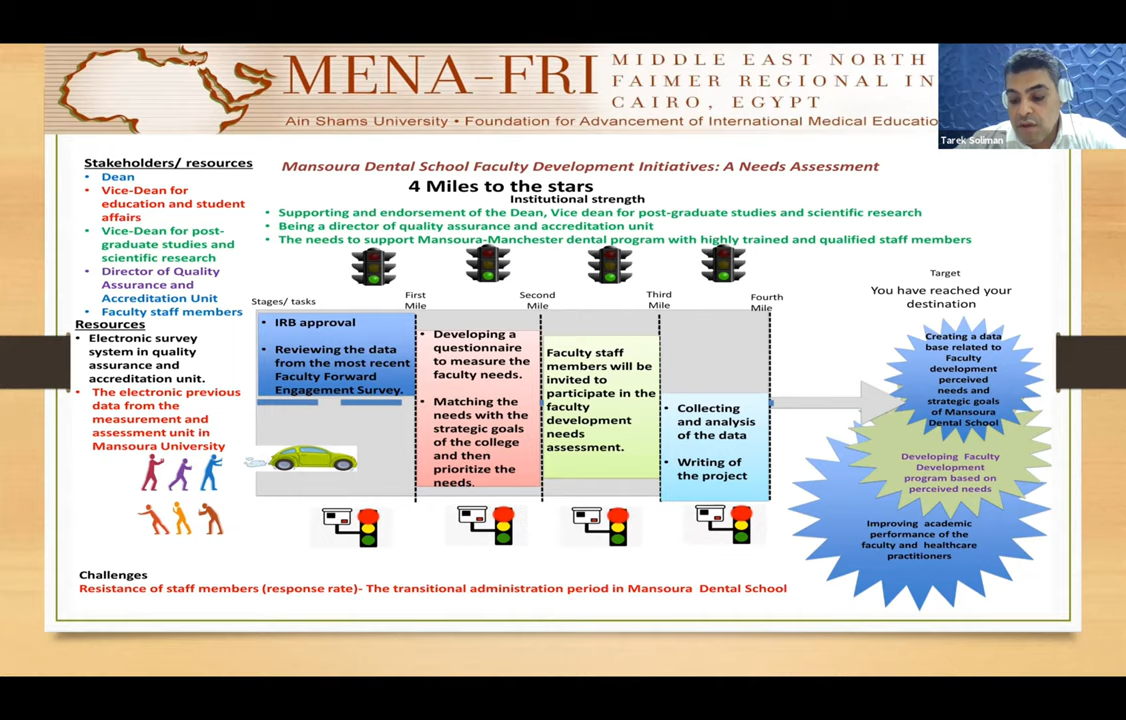 MENA-FRI
MIDDLE EAST NORTH
FAIMER REGIONAL IN
CAIRO, EGYPT
Ain Shams University • Foundation for Advancement of International Medical Educatio
Tarek Soliman
Mansoura Dental School Faculty Development Initiatives: A Needs Assessment
4 Miles to the stars
Institutional strength
• Supporting and endorsement of the Dean, Vice dean for post-graduate studies and scientific research
• Being a director of quality assurance and accreditation unit
• The needs to support Mansoura-Manchester dental program with highly trained and qualified staff members
Stakeholders/ resources
• Dean
• Vice-Dean for
education and student
affairs
• Vice-Dean for post-
graduate studies and
scientific research
• Director of Quality
Assurance and
Accreditation Unit
• Faculty staff members
Resources
• Electronic survey
system in quality
assurance and
accreditation unit.
• The electronic previous
data from the
measurement and
assessment unit in
Mansoura University
Stages/ tasks
First
Mile
Second
Mile
Third
Mile
Fourth
Mile
• IRB approval
• Reviewing the data
from the most recent
Faculty Forward
Engagement Survey.
• Developing a
questionnaire
to measure the
faculty needs.
• Matching the
needs with the
strategic goals
of the college
and then
prioritize the
needs.
Faculty staff
members will be
invited to
participate in the
faculty
development
needs
assessment.
• Collecting
and analysis
of the data
• Writing of
the project
Target
You have reached your
destination
Creating a data
base related to
Faculty
development
perceived
needs and
strategic goals
of Mansoura
Dental School
Developing Faculty
Development
program based on
perceived needs
Improving academic
performance of the
faculty and healthcare
practitioners
Challenges
Resistance of staff members (response rate)- The transitional administration period in Mansoura Dental School